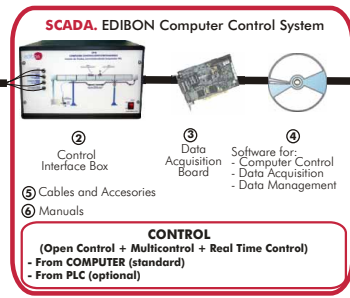 SCADA. EDIBON Computer Control System
2
Control
Interface Box
3
Data
Acquisition
Board
4
Software for:
- Computer Control
- Data Acquisition
- Data Management
5 Cables and Accesories
6 Manuals
CONTROL
(Open Control + Multicontrol + Real Time Control)
- From COMPUTER (standard)
- From PLC (optional)